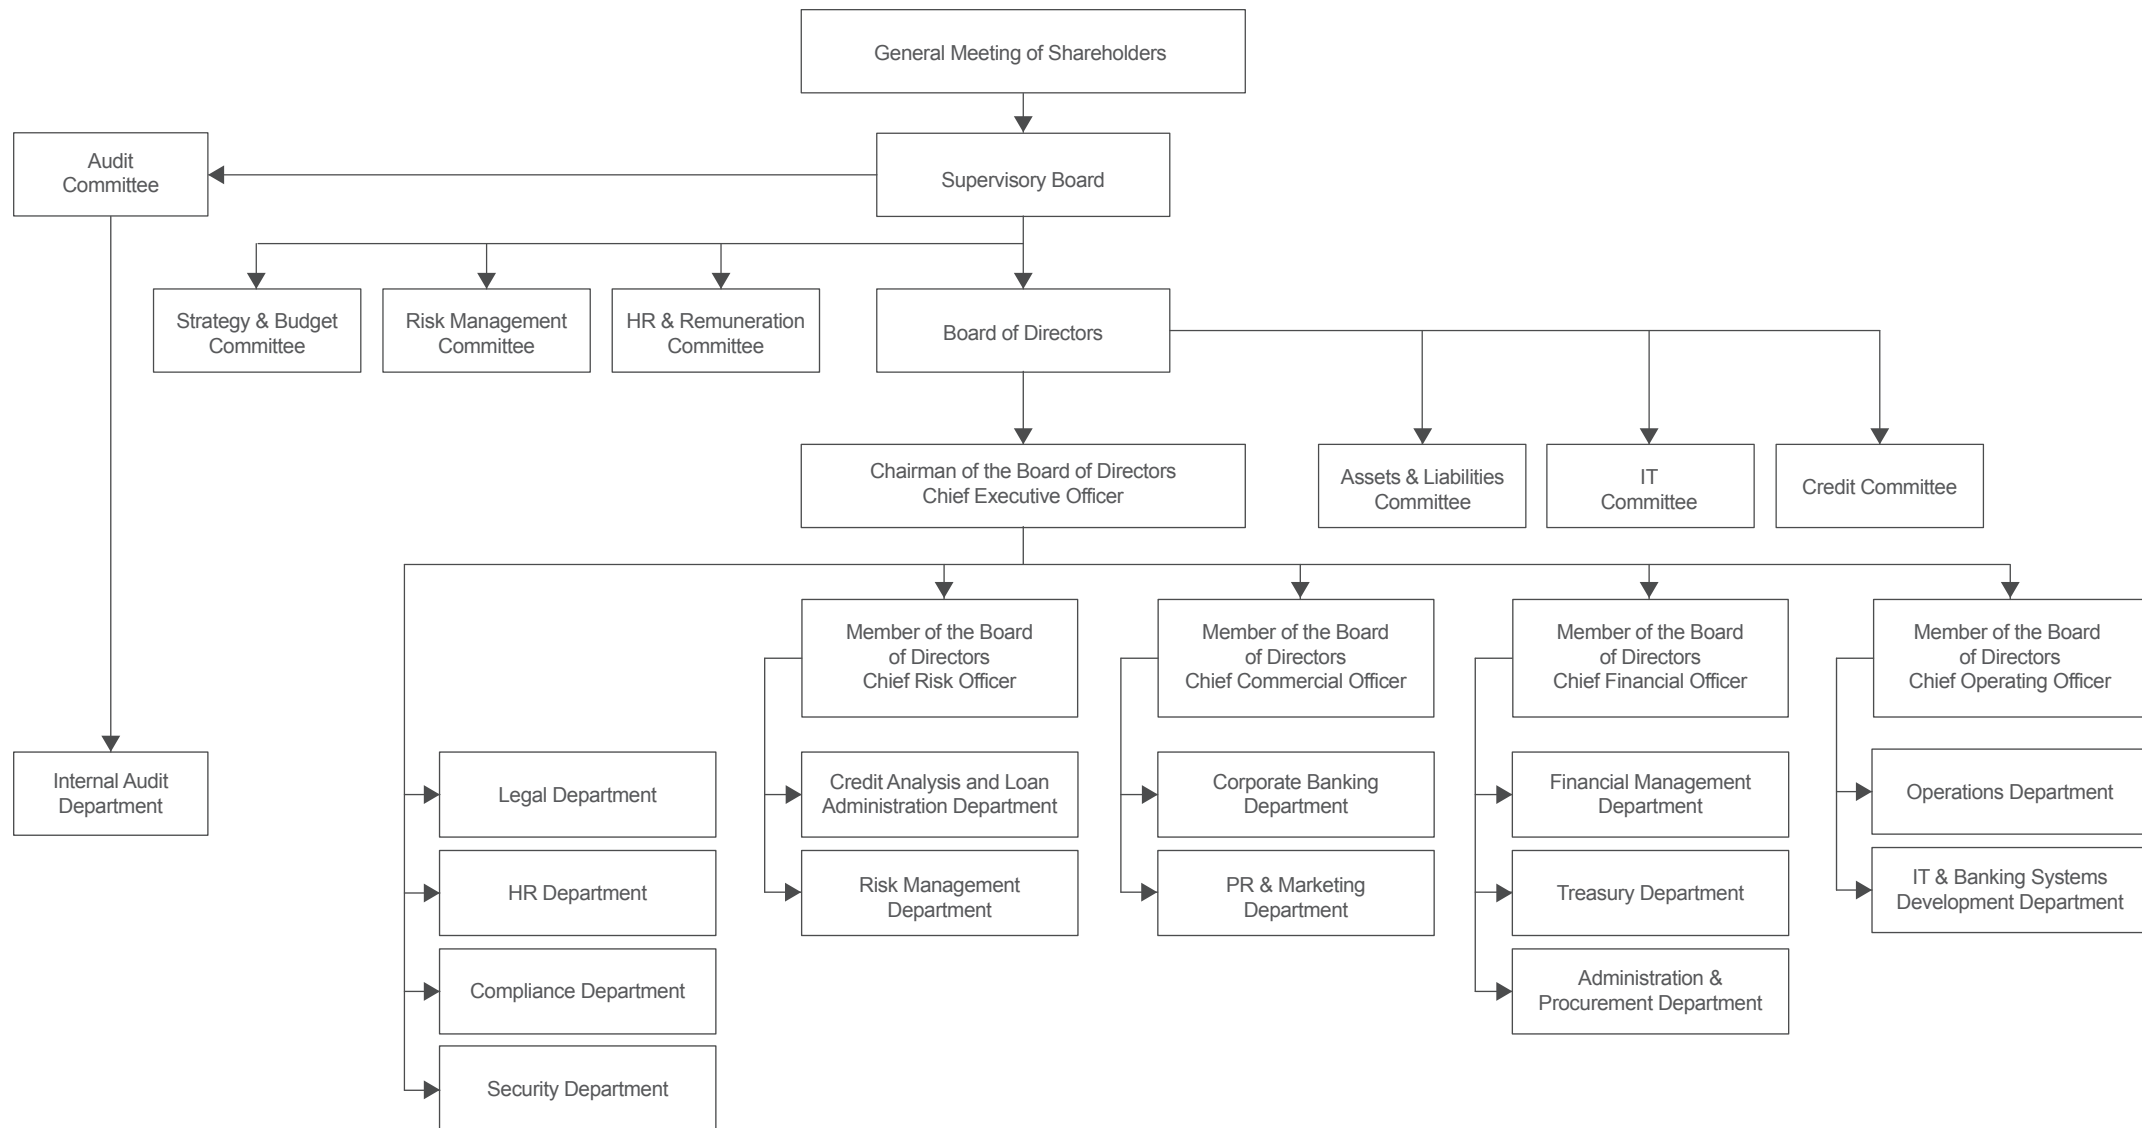 General Meeting of Shareholders
Audit
Committee
Supervisory Board
Strategy & Budget
Committee
Risk Management
Committee
HR & Remuneration
Committee
Board of Directors
Chairman of the Board of Directors
Chief Executive Officer
Assets & Liabilities
Committee
IT
Committee
Credit Committee
Member of the Board
of Directors
Chief Risk Officer
Member of the Board
of Directors
Chief Commercial Officer
Member of the Board
of Directors
Chief Financial Officer
Member of the Board
of Directors
Chief Operating Officer
Internal Audit
Department
Legal Department
Credit Analysis and Loan
Administration Department
Corporate Banking
Department
Financial Management
Department
Operations Department
HR Department
Risk Management
Department
PR & Marketing
Department
Treasury Department
IT & Banking Systems
Development Department
Compliance Department
Administration &
Procurement Department
Security Department